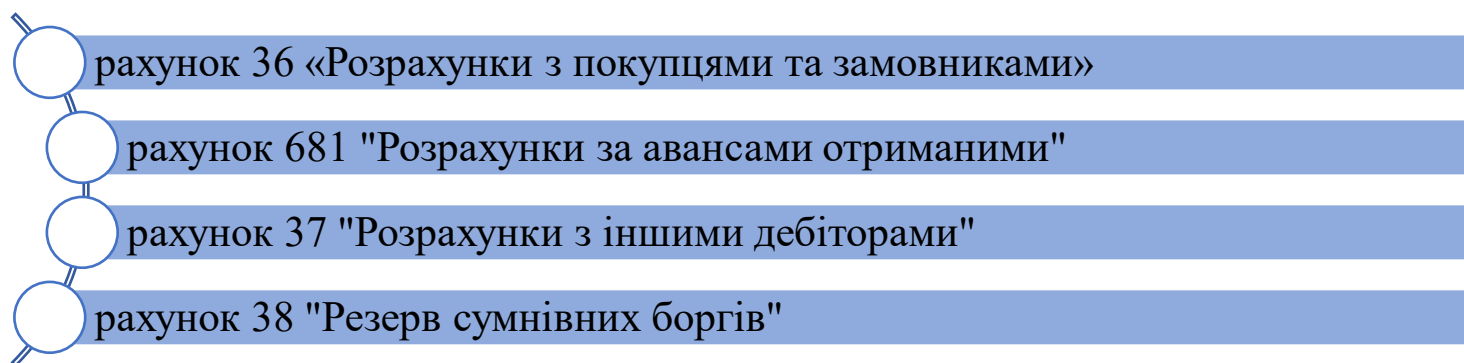 рахунок 36 «Розрахунки з покупцями та замовниками»
рахунок 681 "Розрахунки за авансами отриманими"
рахунок 37 "Розрахунки з іншими дебіторами"
рахунок 38 "Резерв сумнівних боргів"